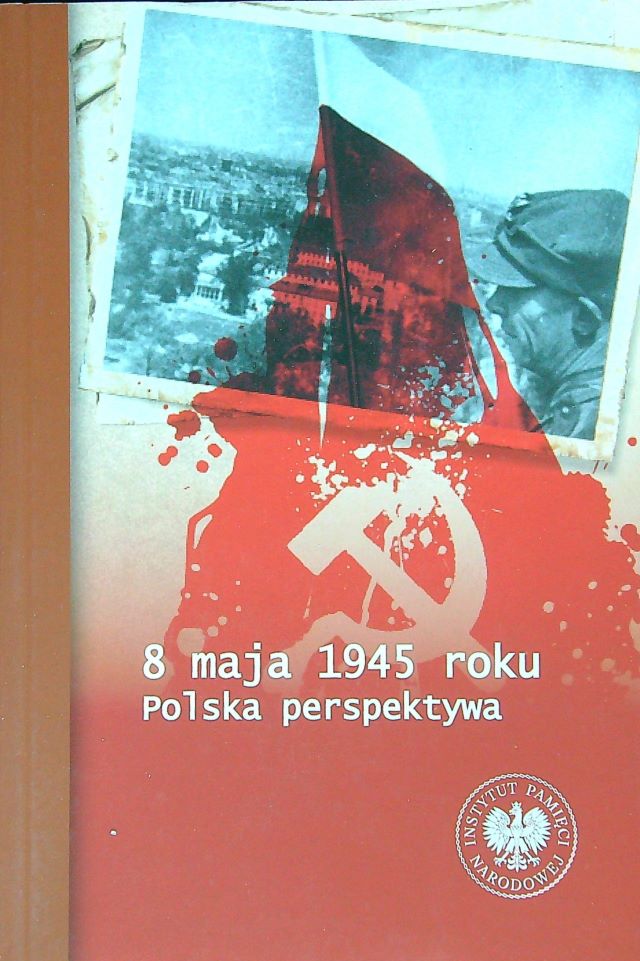 8 maja 1945 roku
Polska perspektywa
INSTYTUT PAMIĘCI
NARODOWEJ